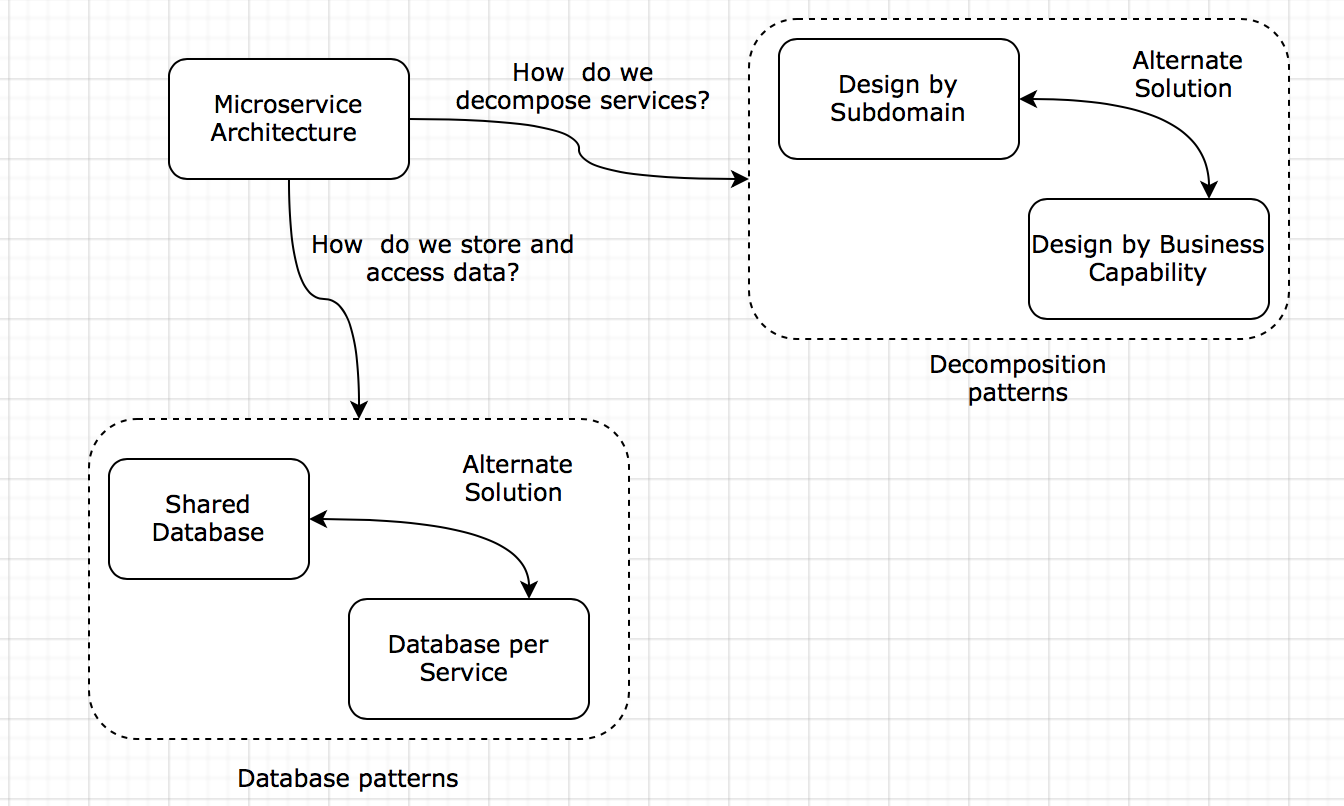 Microservice
Architecture
How do we
decompose services?
Design by
Subdomain
Alternate
Solution
Design by Business
Capability
Decomposition
patterns
How do we store and
access data?
Shared
Database
Alternate
Solution
Database per
Service
Database patterns